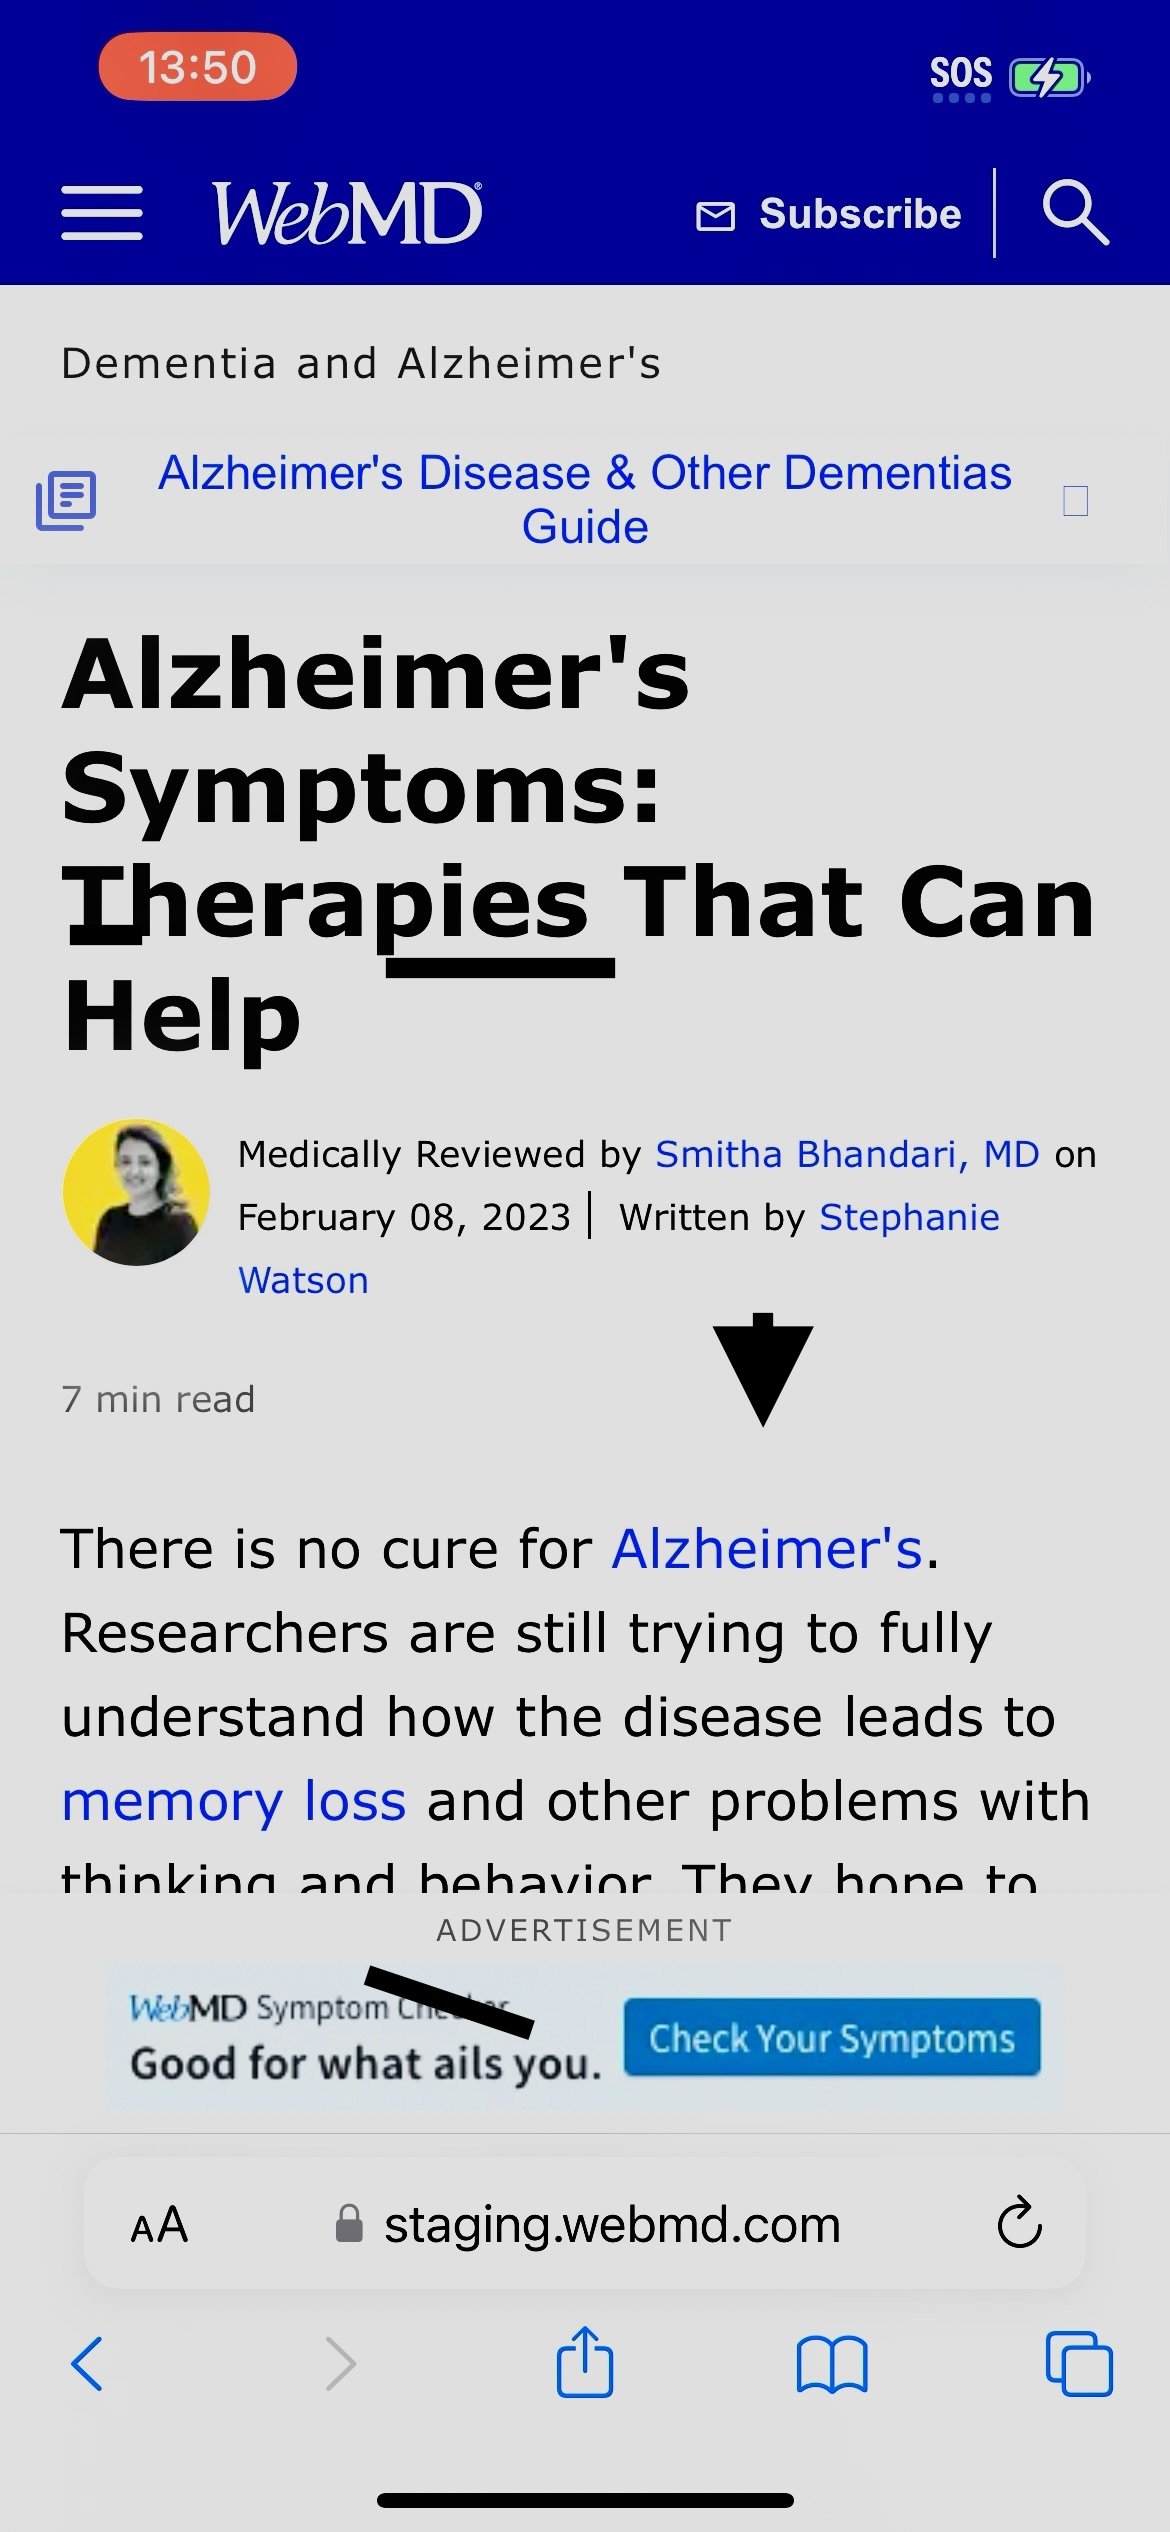 13:50 SOS
WebMD Subscribe
Dementia and Alzheimer's
Alzheimer's Disease & Other Dementias
Guide
Alzheimer's
Symptoms:
Therapies That Can
Help
Medically Reviewed by Smitha Bhandari, MD on
February 08, 2023 | Written by Stephanie
Watson
7 min read
There is no cure for Alzheimer's.
Researchers are still trying to fully
understand how the disease leads to
memory loss and other problems with
thinking and behavior. They hope to
ADVERTISEMENT
WebMD Symptom
Good for what ails you.
Check Your Symptoms
AA staging.webmd.com